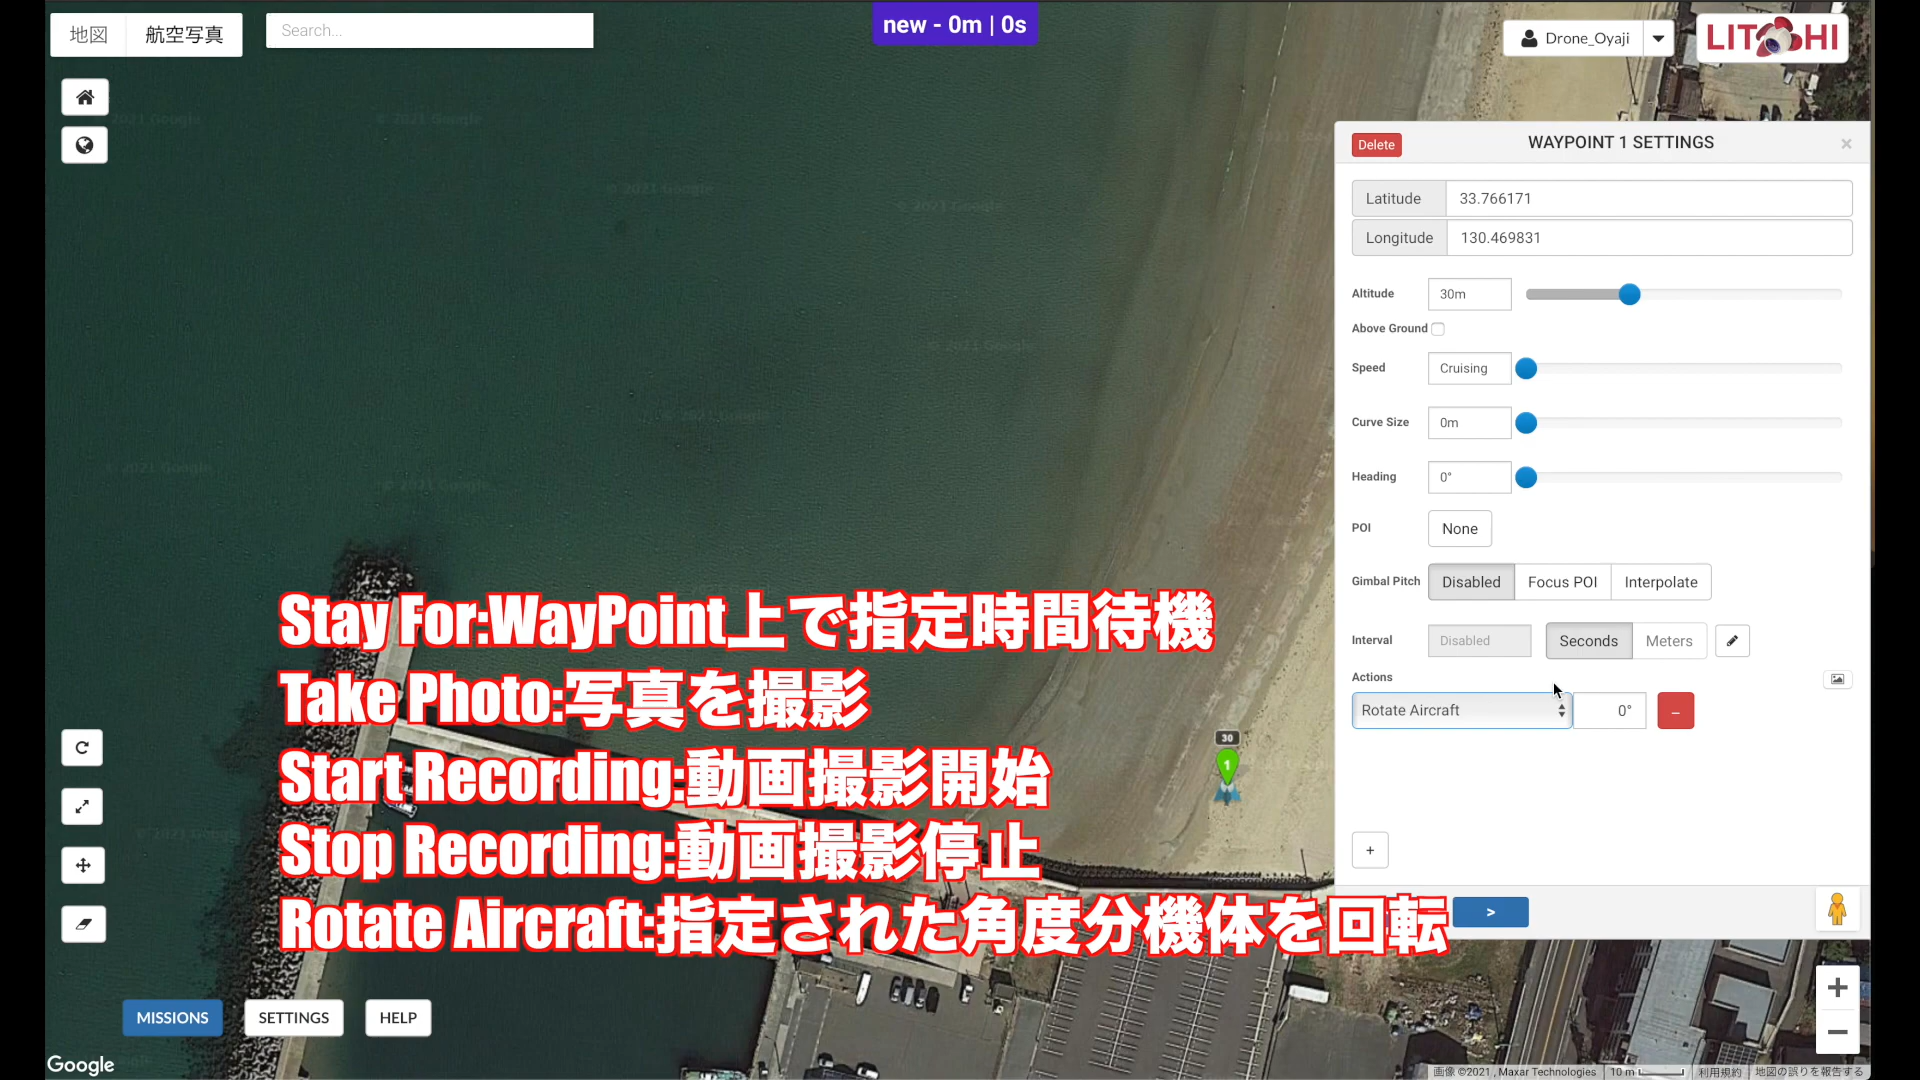 地図 航空写真 Search... new - 0m | 0s Drone_Oyaji LITCHI
Delete WAYPOINT 1 SETTINGS ×
Latitude 33.766171
Longitude 130.469831
Altitude 30m
Above Ground
Speed Cruising
Curve Size 0m
Heading 0°
POI None
Gimbal Pitch Disabled Focus POI Interpolate
Interval Disabled Seconds Meters
Actions
Rotate Aircraft 0° –
30
1
+
>
Stay For:WayPoint上で指定時間待機
Take Photo:写真を撮影
Start Recording:動画撮影開始
Stop Recording:動画撮影停止
Rotate Aircraft:指定された角度分機体を回転
MISSIONS SETTINGS HELP
Google
画像 ©2021 , Maxar Technologies 10 m 利用規約 地図の誤りを報告する